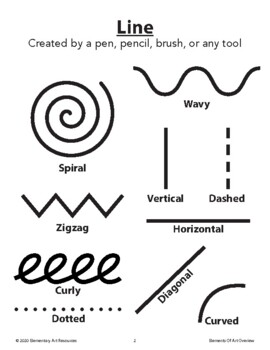 Line
Created by a pen, pencil, brush, or any tool
Wavy
Spiral
Vertical
Dashed
Zigzag
Horizontal
Curly
Diagonal
Dotted
Curved
© 2020 Elementary Art Resources
2
Elements Of Art Overview